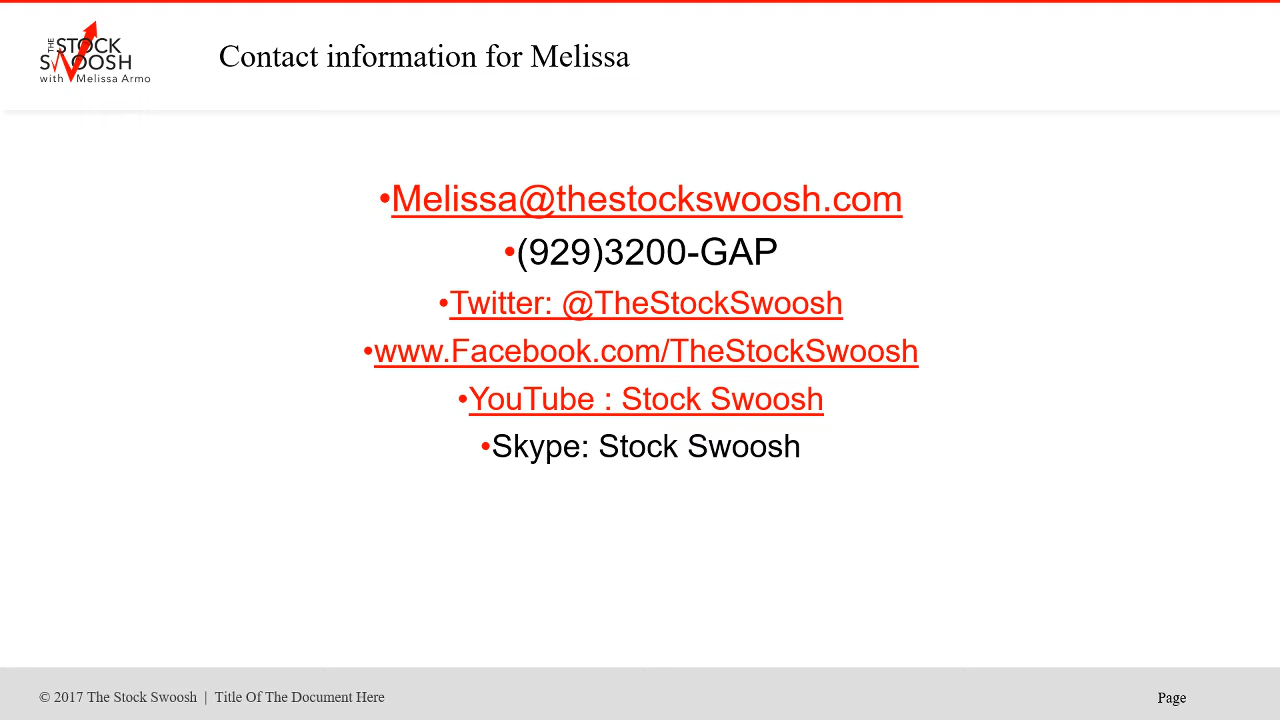 THE STOCK
SWOOSH
with Melissa Armo
Contact information for Melissa
•Melissa@thestockswoosh.com
•(929)3200-GAP
•Twitter: @TheStockSwoosh
•www.Facebook.com/TheStockSwoosh
•YouTube : Stock Swoosh
•Skype: Stock Swoosh
© 2017 The Stock Swoosh | Title Of The Document Here
Page